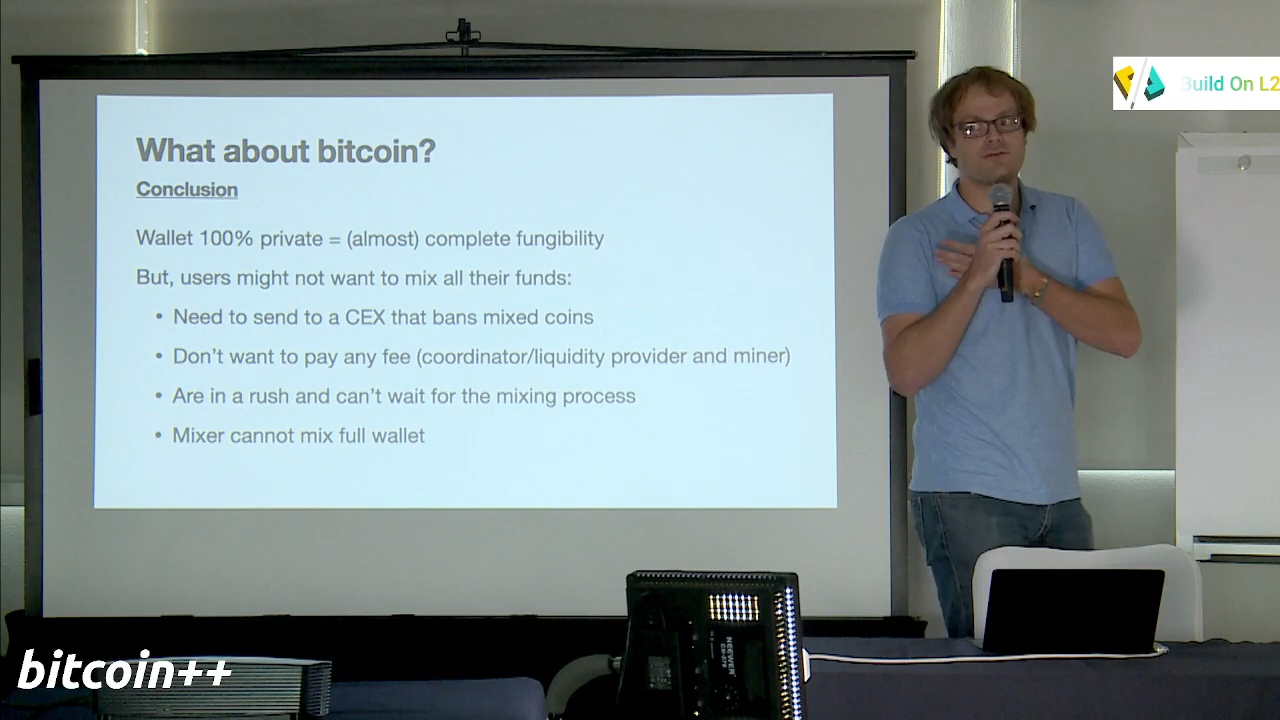 What about bitcoin?
Conclusion
Wallet 100% private = (almost) complete fungibility
But, users might not want to mix all their funds:
• Need to send to a CEX that bans mixed coins
• Don't want to pay any fee (coordinator/liquidity provider and miner)
• Are in a rush and can't wait for the mixing process
• Mixer cannot mix full wallet
Build On L2
NEEWER
bitcoin++